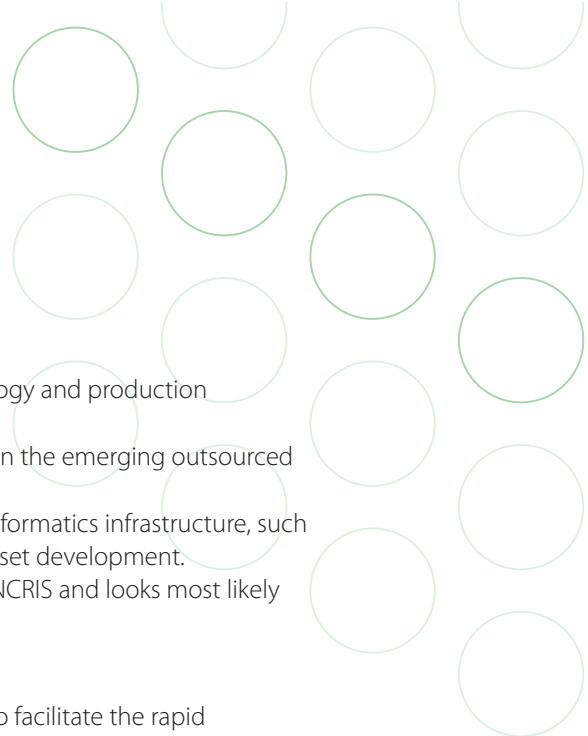 ogy and production
n the emerging outsourced
formatics infrastructure, such
set development.
NCRIS and looks most likely
o facilitate the rapid